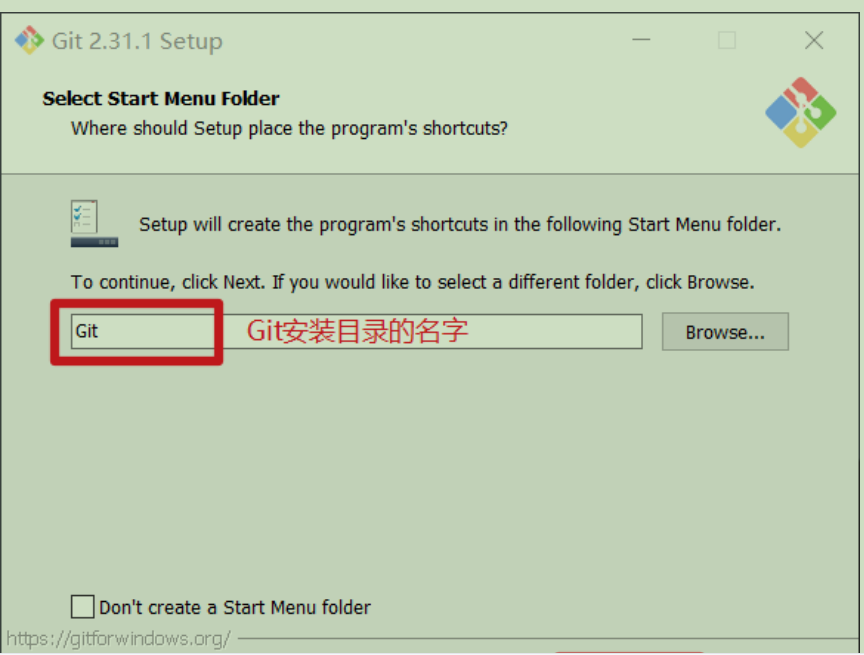 Git 2.31.1 Setup
Select Start Menu Folder
Where should Setup place the program's shortcuts?
Setup will create the program's shortcuts in the following Start Menu folder.
To continue, click Next. If you would like to select a different folder, click Browse.
Git
Git安装目录的名字
Browse...
Don't create a Start Menu folder
https://gitforwindows.org/